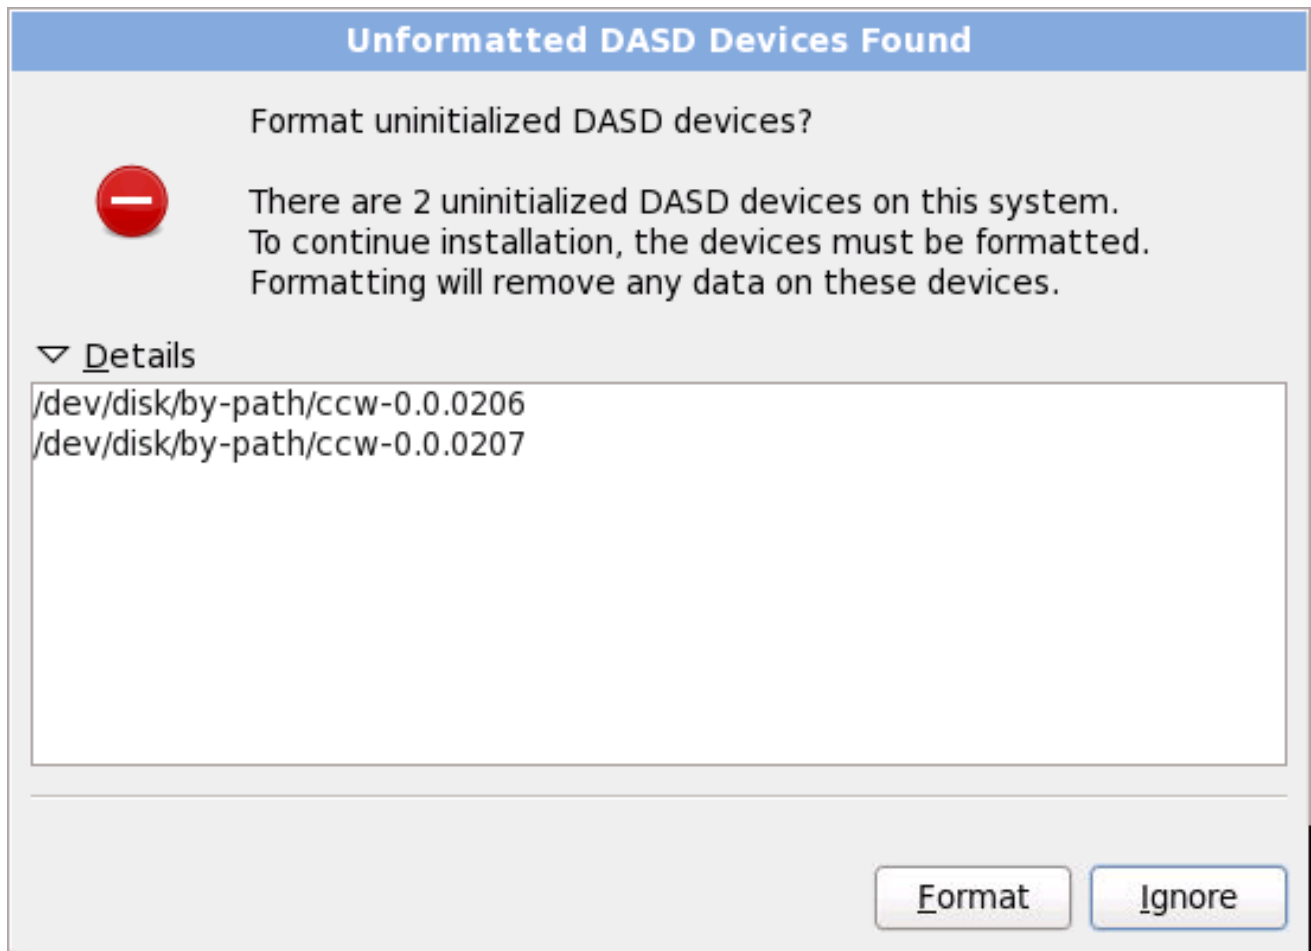 Unformatted DASD Devices Found
Format uninitialized DASD devices?
There are 2 uninitialized DASD devices on this system.
To continue installation, the devices must be formatted.
Formatting will remove any data on these devices.
Details
/dev/disk/by-path/ccw-0.0.0206
/dev/disk/by-path/ccw-0.0.0207
Format
Ignore